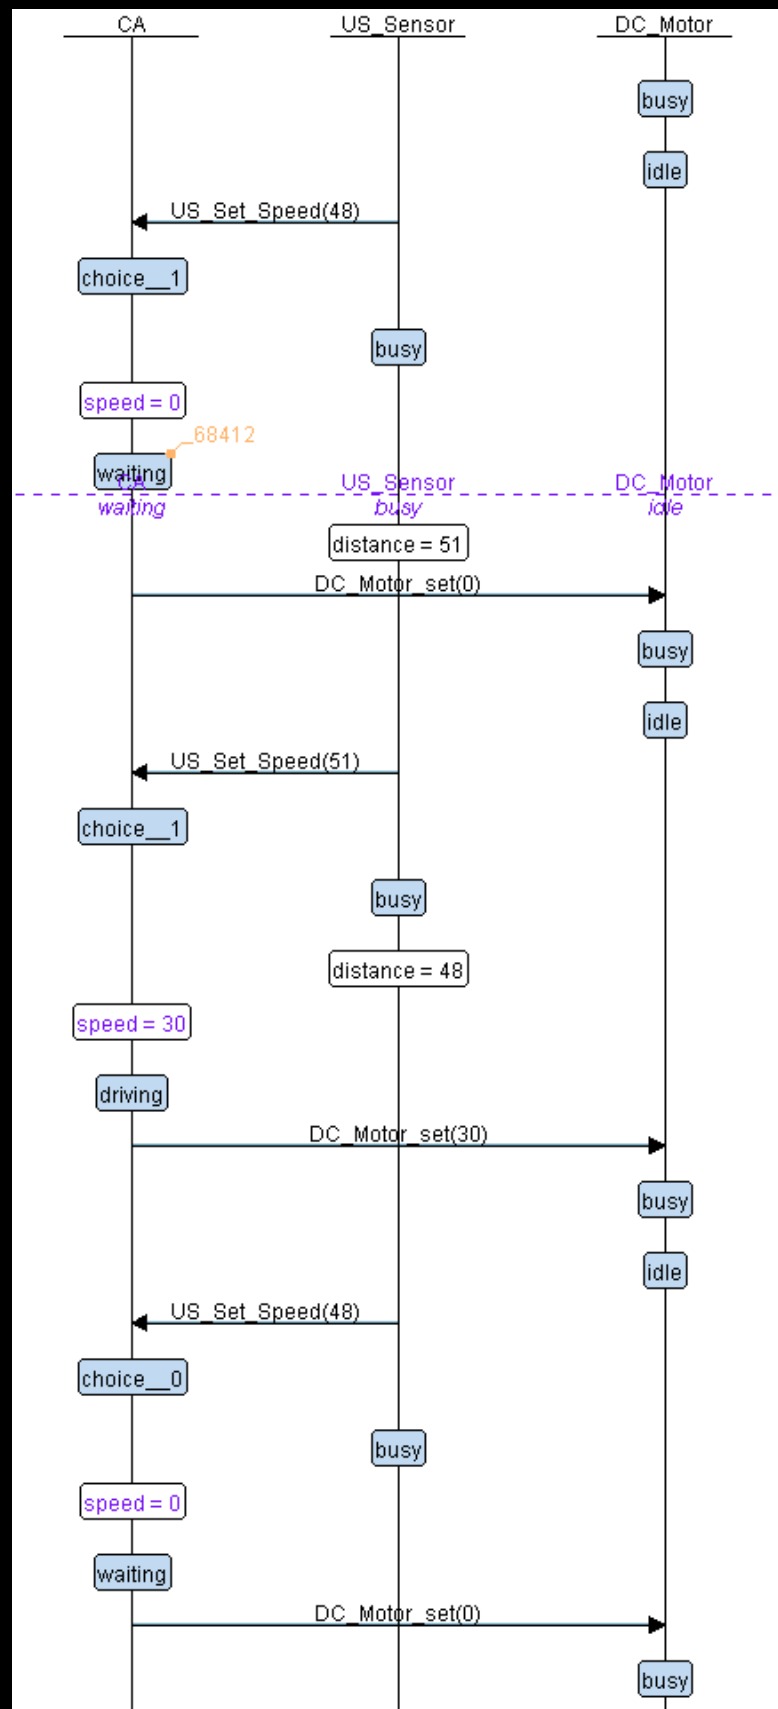 CA US_Sensor DC_Motor
busy
idle
US_Set_Speed(48)
choice__1
busy
speed = 0
68412
waiting
CA US_Sensor DC_Motor
waiting busy idle
distance = 51
DC_Motor_set(0)
busy
idle
US_Set_Speed(51)
choice__1
busy
distance = 48
speed = 30
driving
DC_Motor_set(30)
busy
idle
US_Set_Speed(48)
choice__0
busy
speed = 0
waiting
DC_Motor_set(0)
busy